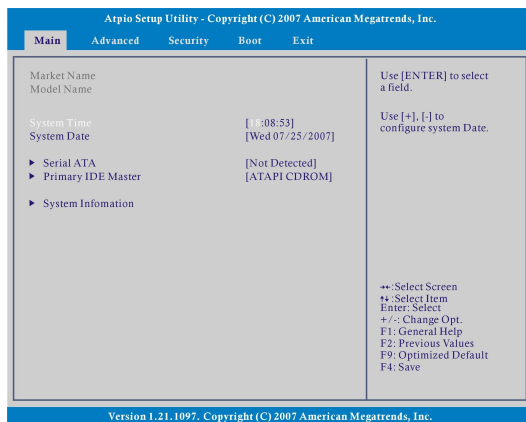 Atpio Setup Utility - Copyright (C) 2007 American Megatrends, Inc.
Main Advanced Security Boot Exit
Market Name
Model Name
System Time [18:08:53]
System Date [Wed 07/25/2007]
Serial ATA [Not Detected]
Primary IDE Master [ATAPI CDROM]
System Infomation
Use [ENTER] to select
a field.
Use [+], [-] to
configure system Date.
→←:Select Screen
↑↓:Select Item
Enter: Select
+/-: Change Opt.
F1: General Help
F2: Previous Values
F9: Optimized Default
F4: Save
Version 1.21.1097. Copyright (C) 2007 American Megatrends, Inc.